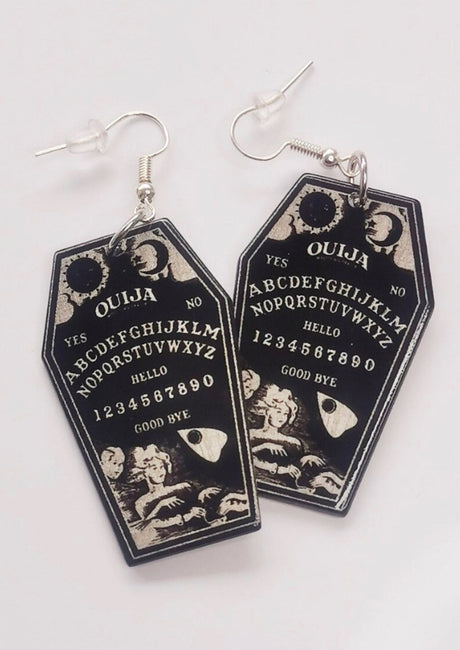 OUIJA
YES NO
ABCDEFGHIJKLM
NOPQRSTUVWXYZ
HELLO
1234567890
GOOD BYE
OUIJA
YES NO
ABCDEFGHIJKLM
NOPQRSTUVWXYZ
HELLO
1234567890
GOOD BYE